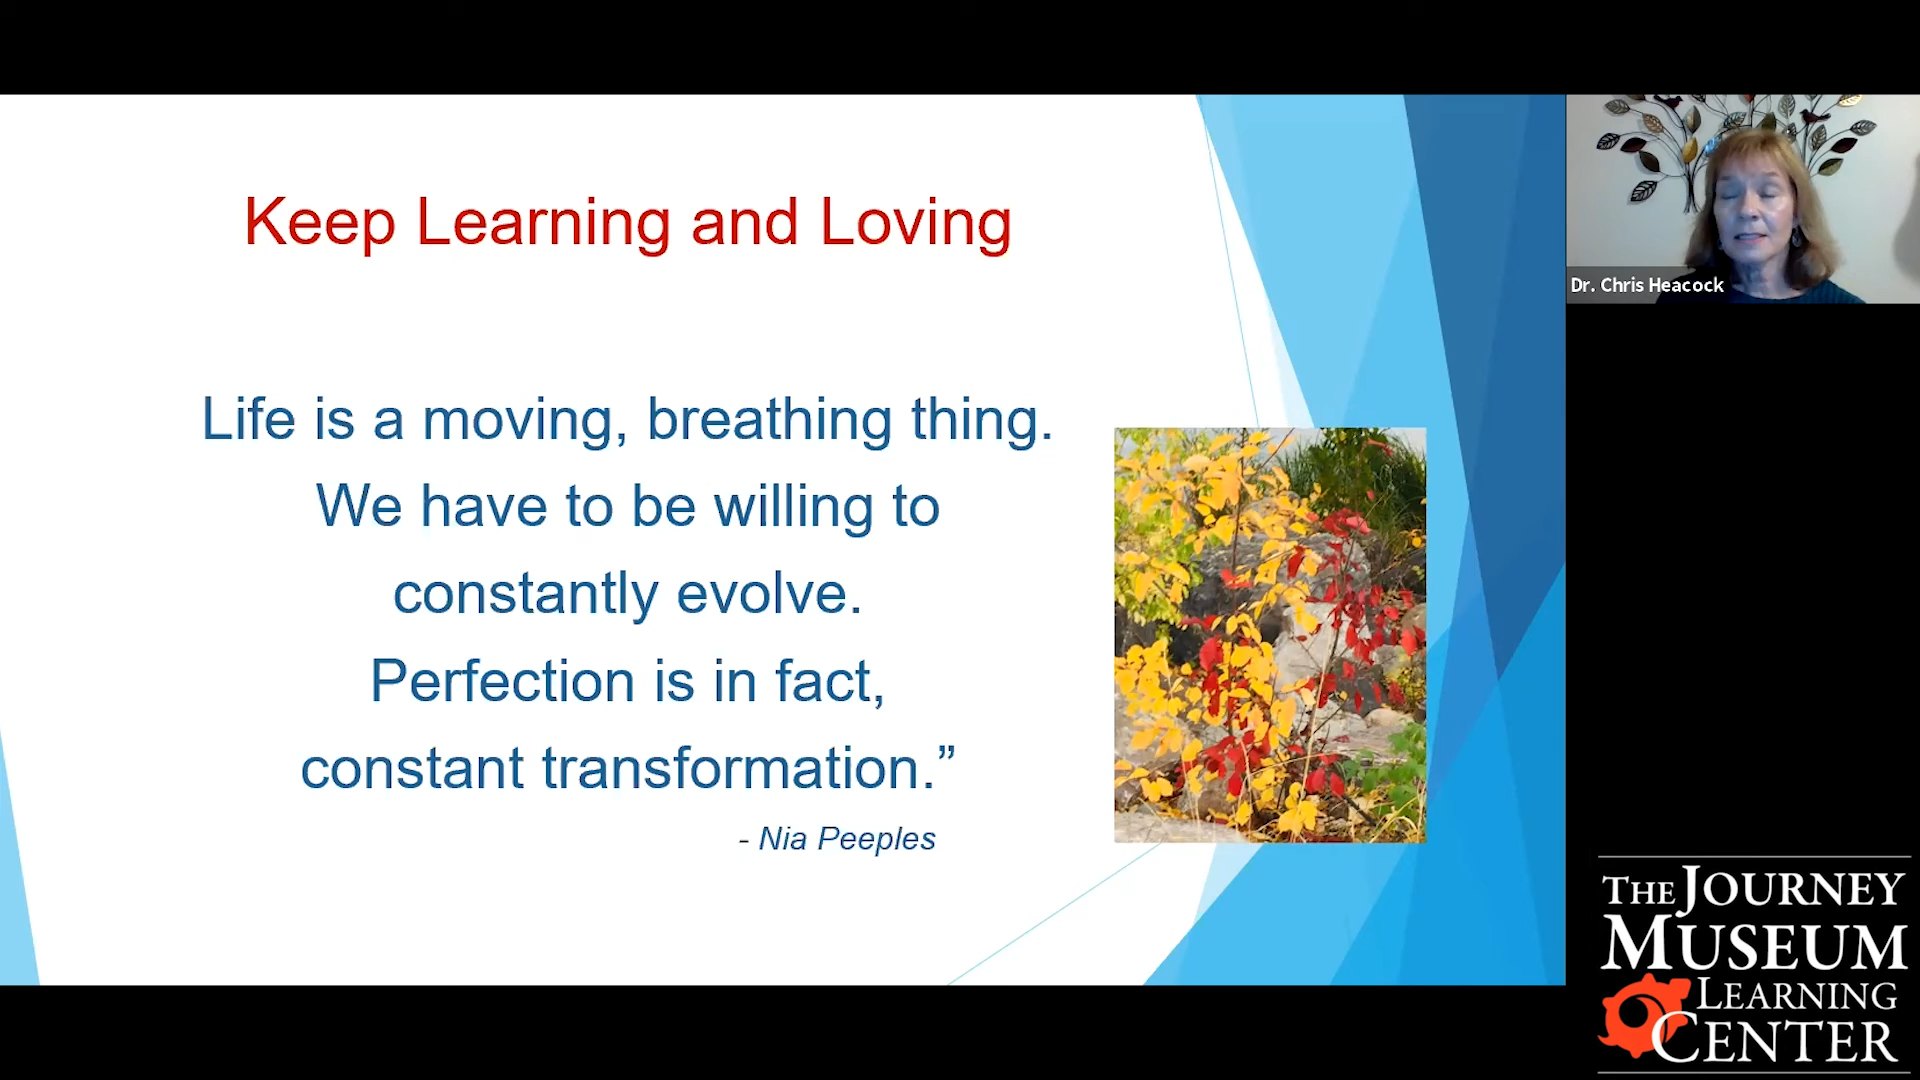 Keep Learning and Loving
Life is a moving, breathing thing.
We have to be willing to
constantly evolve.
Perfection is in fact,
constant transformation.”
- Nia Peeples
Dr. Chris Heacock
THE JOURNEY
MUSEUM
LEARNING
CENTER